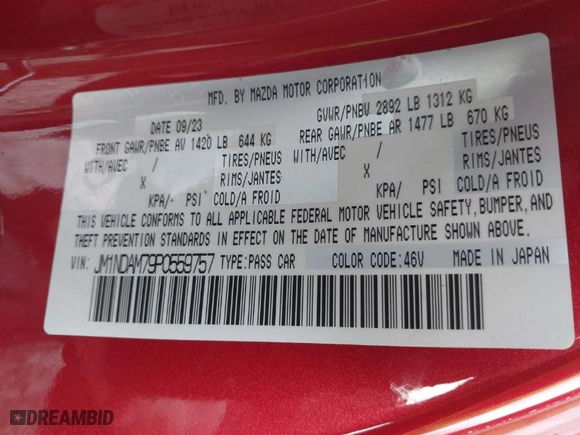 MFD. BY MAZDA MOTOR CORPORATION
DATE 09/23
GVWR/PNBV 2892 LB 1312 KG
FRONT GAWR/PNBE AV 1420 LB 644 KG
REAR GAWR/PNBE AR 1477 LB 670 KG
WITH/AVEC / TIRES/PNEUS WITH/AVEC / TIRES/PNEUS
X RIMS/JANTES X RIMS/JANTES
KPA/- PSI COLD/A FROID KPA/ PSI COLD/A FROID
THIS VEHICLE CONFORMS TO ALL APPLICABLE FEDERAL MOTOR VEHICLE SAFETY,BUMPER,AND
THEFT PREVENTION STANDARDS IN EFFECT ON THE DATE OF MANUFACTURE SHOWN ABOVE.
VIN: JM1NDAM79P0559757 TYPE:PASS CAR COLOR CODE:46V MADE IN JAPAN
DREAMBID